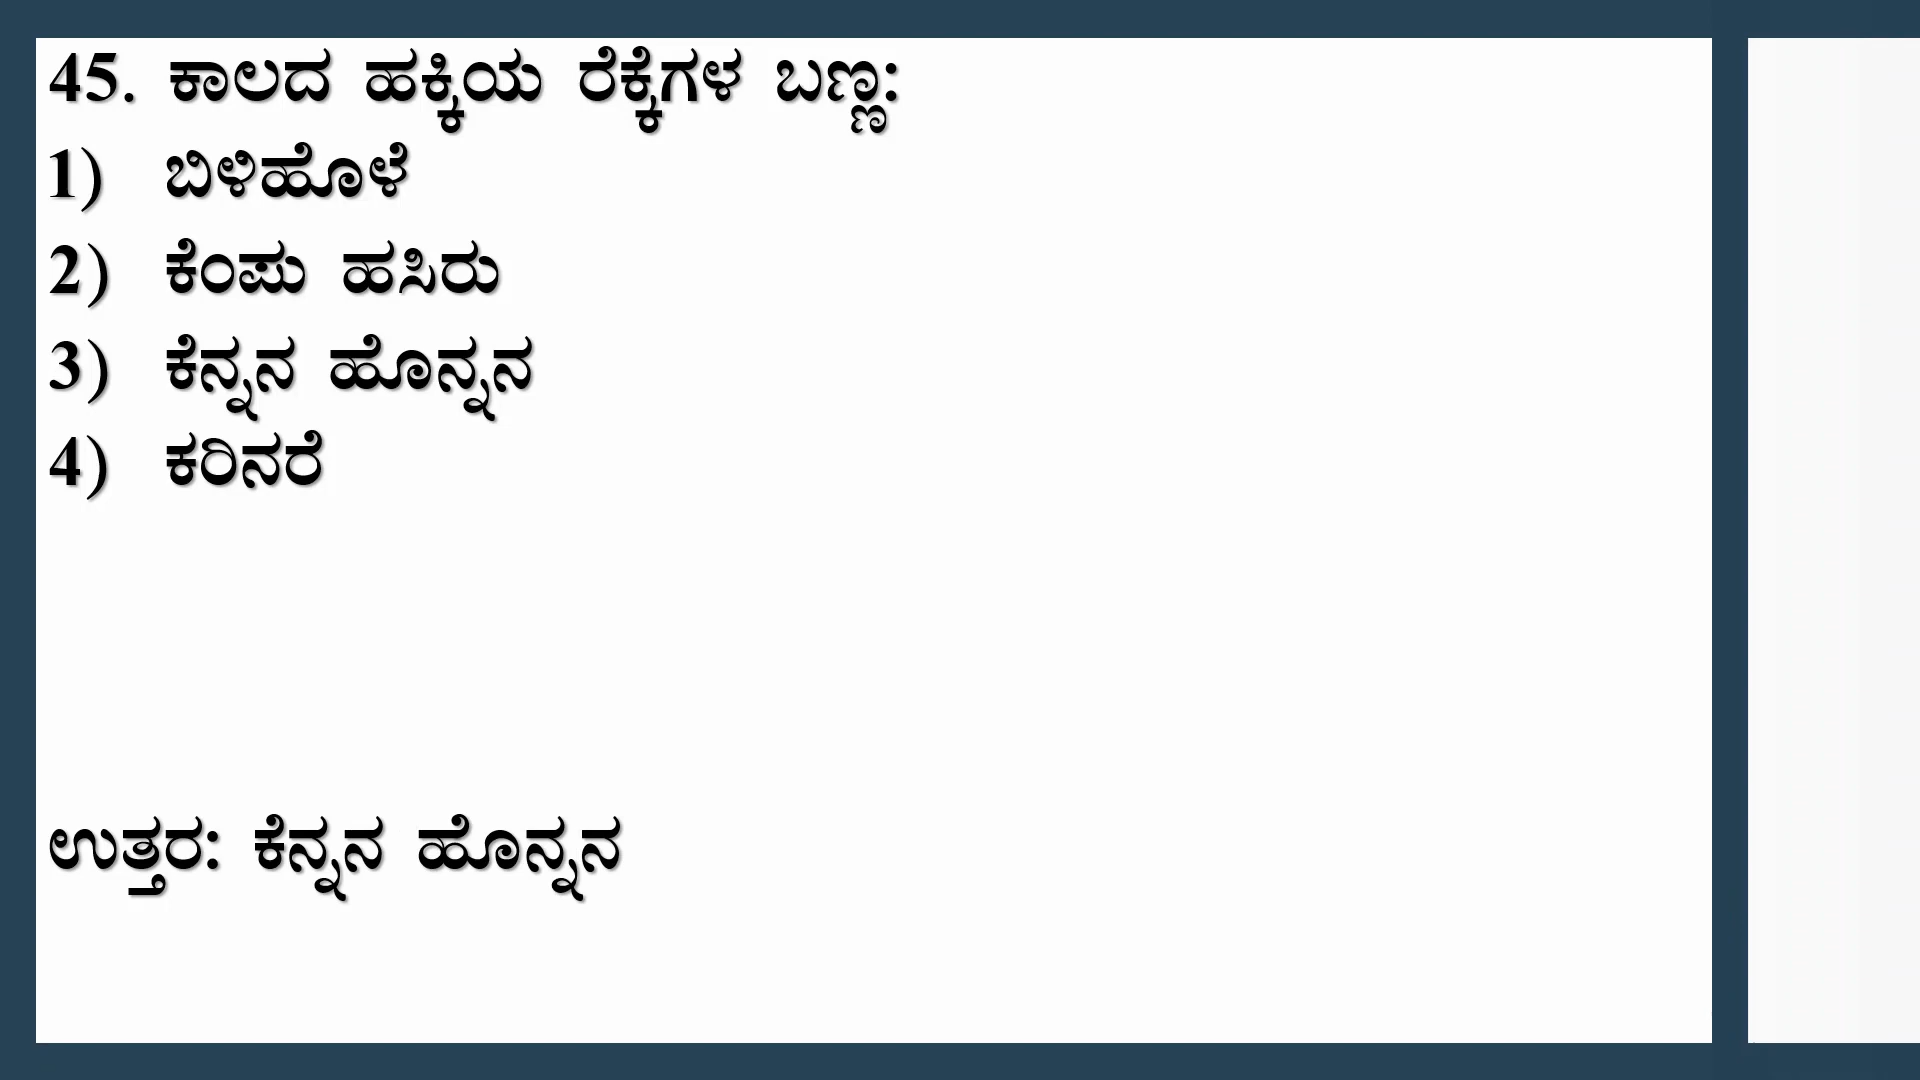 45. ಕಾಲದ ಹಕ್ಕಿಯ ರೆಕ್ಕೆಗಳ ಬಣ್ಣ:
1) ಬಿಳಿಹೊಳೆ
2) ಕೆಂಪು ಹಸಿರು
3) ಕೆನ್ನನ ಹೊನ್ನನ
4) ಕರಿನರೆ
ಉತ್ತರ: ಕೆನ್ನನ ಹೊನ್ನನ